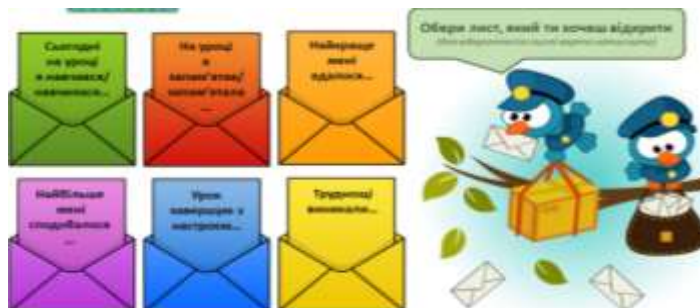 Сьогодні
на уроці
я навчився/
навчилася...
На уроці
я
запам'ятав/
запам'ятала
...
Найкраще
мені
вдалося...
Обери лист, який ти хочеш відкрити
Найбільше
мені
сподобалося
...
Урок
завершую з
настроєм...
Труднощі
виникали...